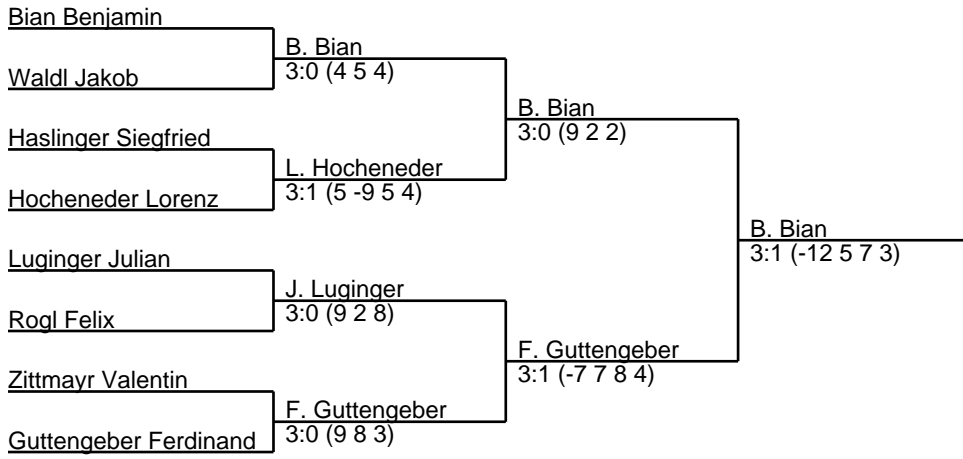 Bian Benjamin
B. Bian
3:0 (4 5 4)
Waldl Jakob
B. Bian
3:0 (9 2 2)
Haslinger Siegfried
L. Hocheneder
3:1 (5 -9 5 4)
Hocheneder Lorenz
B. Bian
3:1 (-12 5 7 3)
Luginger Julian
J. Luginger
3:0 (9 2 8)
Rogl Felix
F. Guttengeber
3:1 (-7 7 8 4)
Zittmayr Valentin
F. Guttengeber
3:0 (9 8 3)
Guttengeber Ferdinand